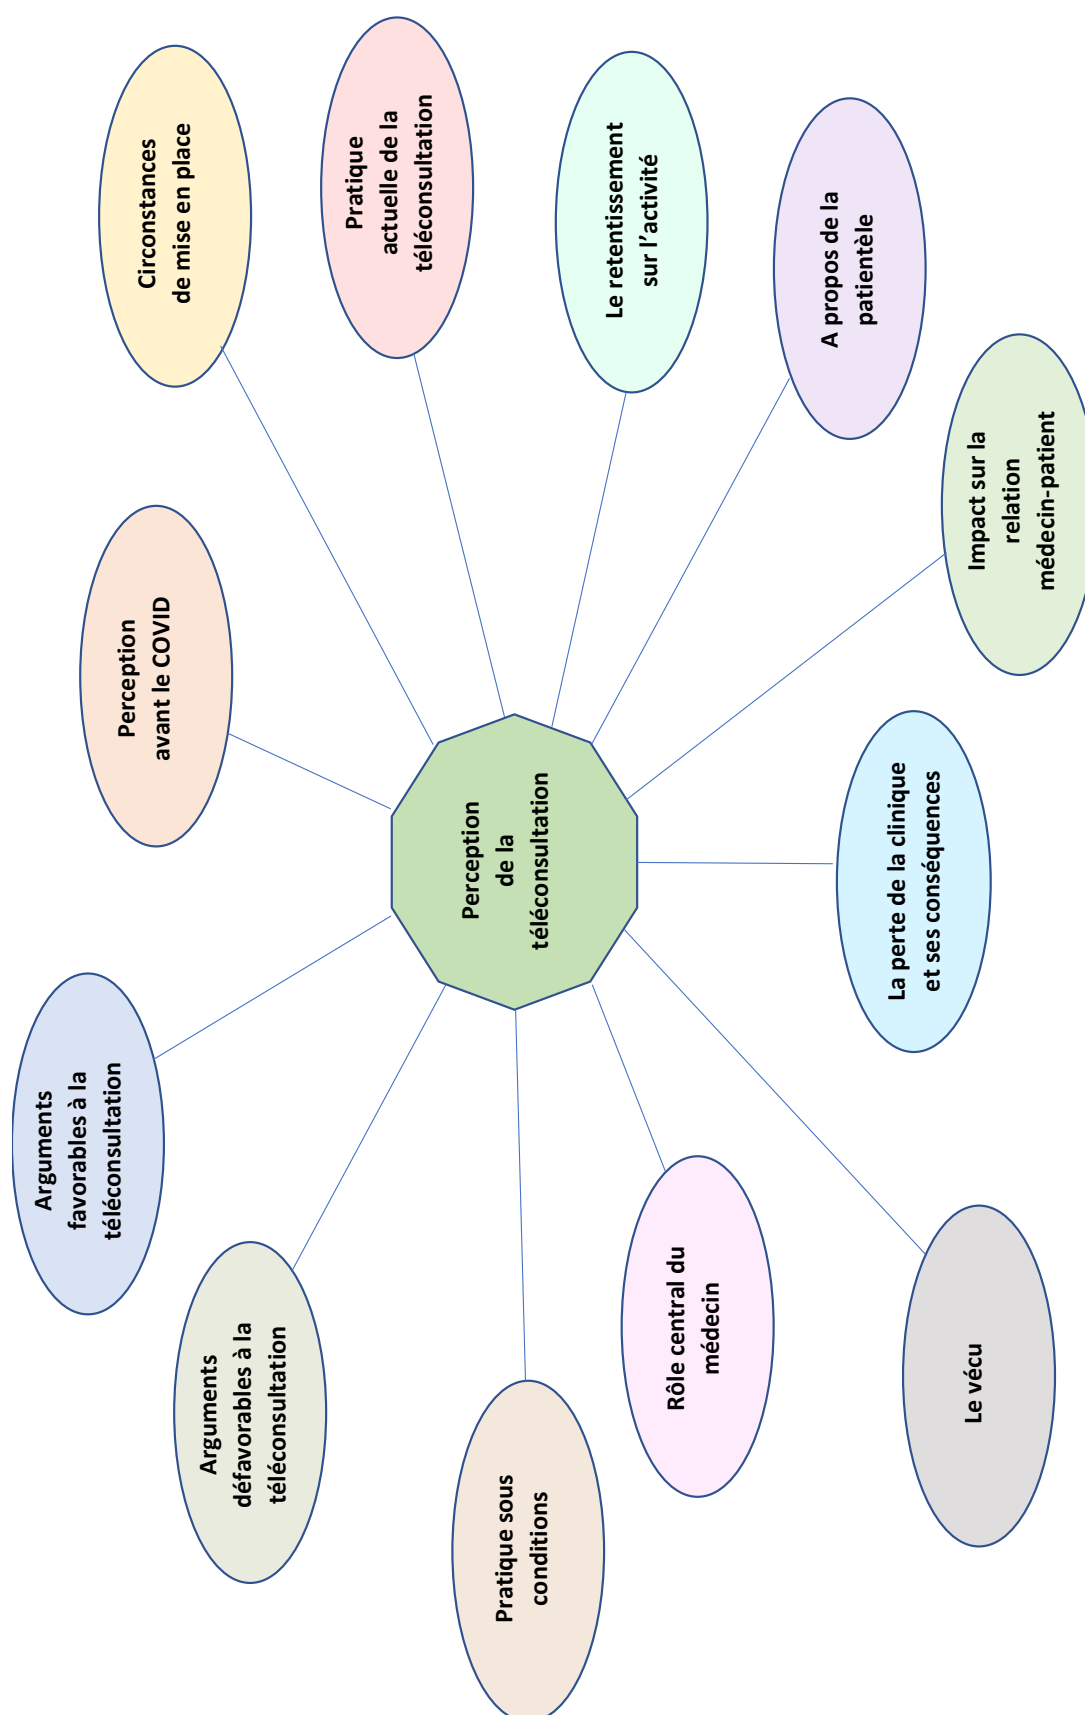 Arguments
favorables à la
téléconsultation
Perception
avant le COVID
Circonstances
de mise en place
Arguments
défavorables à la
téléconsultation
Pratique
actuelle de la
téléconsultation
Perception
de la
téléconsultation
Pratique sous
conditions
Le retentissement
sur l’activité
Rôle central du
médecin
A propos de la
patientèle
La perte de la clinique
et ses conséquences
Le vécu
Impact sur la
relation
médecin-patient